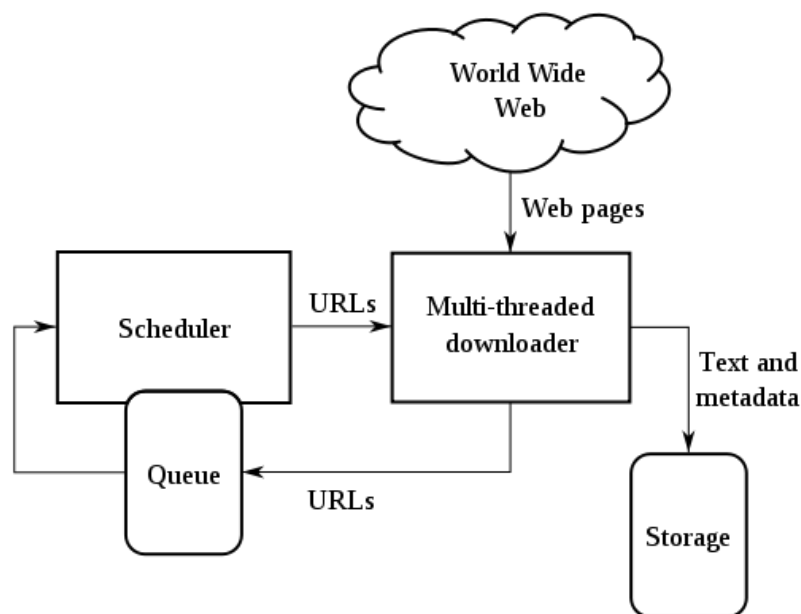 World Wide
Web
Web pages
Scheduler
URLs
Multi-threaded
downloader
Text and
metadata
Queue
URLs
Storage